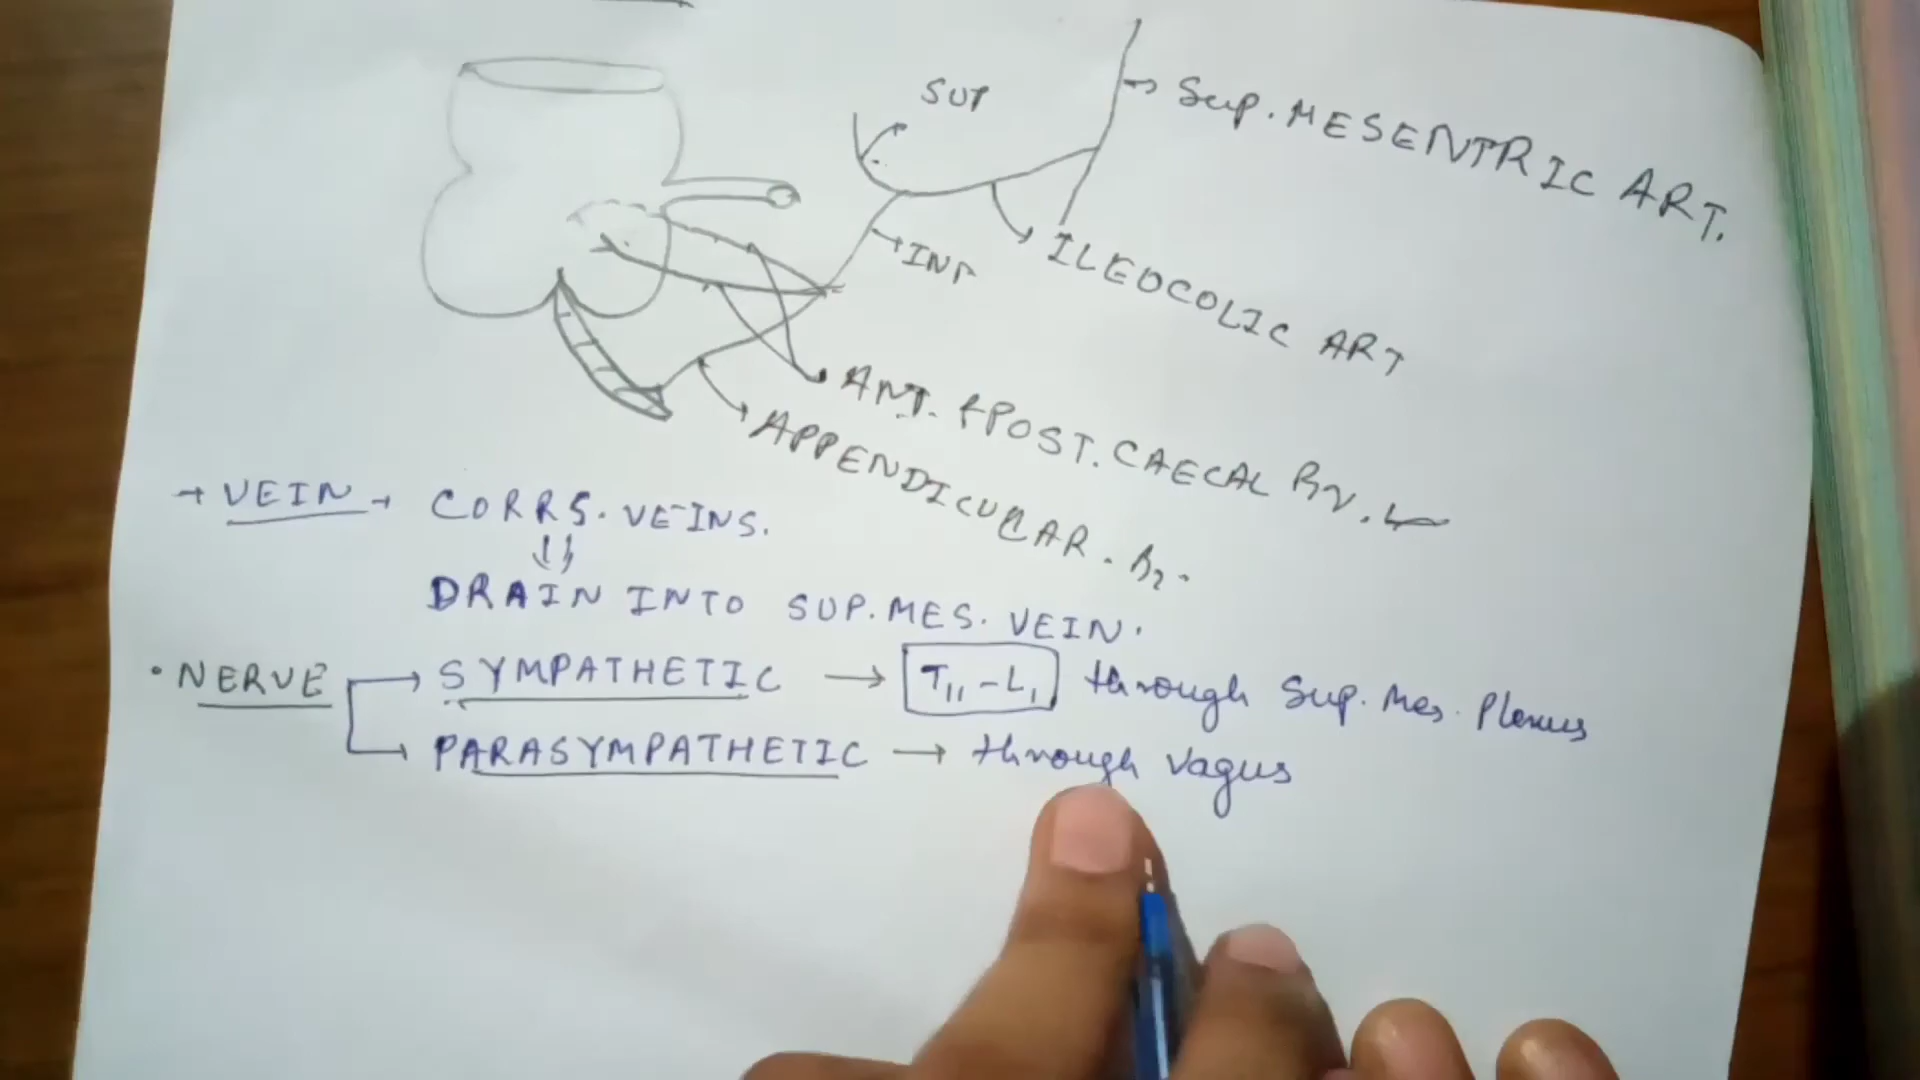 SUP
Sup. MESENTRIC ART.
INF
ILEOCOLIC ART
ANT. & POST. CAECAL Br.
APPENDICULAR. Br.
→ VEIN → CORRS. VEINS.
DRAIN INTO SUP. MES. VEIN.
• NERVE → SYMPATHETIC → T11 - L1 through Sup. Mes. Plexus
→ PARASYMPATHETIC → through vagus